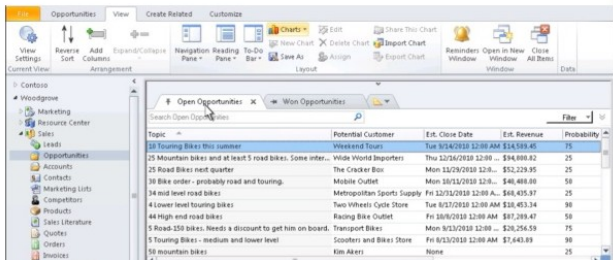 File Opportunities View Create Related Customize
View Settings Reverse Sort Add Columns Expand/Collapse Navigation Pane Reading Pane To-Do Bar Charts Edit Share This Chart
New Chart Delete Chart Import Chart
Save As Assign Export Chart
Reminders Window Open in New Window Close All Items
Current View Arrangement Layout Window Data
Contoso
Woodgrove
Marketing
Resource Center
Sales
Leads
Opportunities
Accounts
Contacts
Marketing Lists
Competitors
Products
Sales Literature
Quotes
Orders
Invoices
Open Opportunities Won Opportunities
Search Open Opportunities Filter
Topic Potential Customer Est. Close Date Est. Revenue Probability
10 Touring Bikes this summer Weekend Tours Tue 9/14/2010 12:00 AM $14,589.45 75
25 Mountain bikes and at least 5 road bikes. Some inter... Wide World Importers Thu 12/16/2010 12:00 ... $94,000.02 25
25 Road Bikes next quarter The Cracker Box Mon 11/29/2010 12:0... $52,229.95 25
30 Bike order - probably road and touring. Mobile Outlet Mon 10/11/2010 12:0... $40,400.00 50
34 mid level road bikes Metropolitan Sports Supply Fri 12/31/2010 12:00 A... $68,435.97 25
4 Lower level touring bikes Two Wheels Cycle Store Tue 8/17/2010 12:00 AM $10,453.34 90
44 High end road bikes Racing Bike Outlet Fri 10/8/2010 12:00 AM $87,289.47 50
5 Road-150 bikes. Needs a discount to get him on board. Transport Bikes Mon 9/13/2010 12:00 ... $20,256.59 75
5 Touring Bikes - medium and lower level Scooters and Bikes Store Fri 8/13/2010 12:00 AM $7,643.89 90
50 mountain bikes Kim Akers None 25